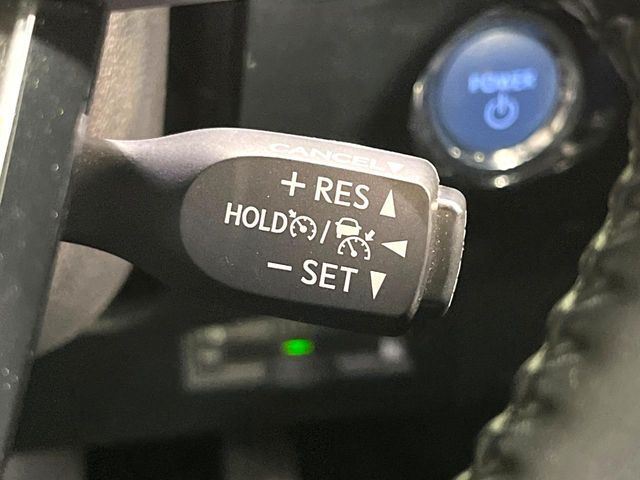 POWER
CANCEL
+ RES
HOLD /
− SET